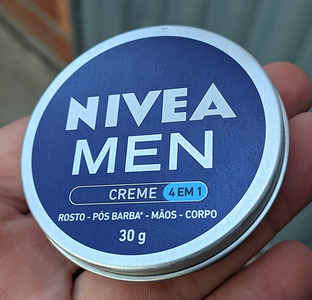 NIVEA
MEN
CREME 4 EM 1
ROSTO - PÓS BARBA* - MÃOS - CORPO
30 g